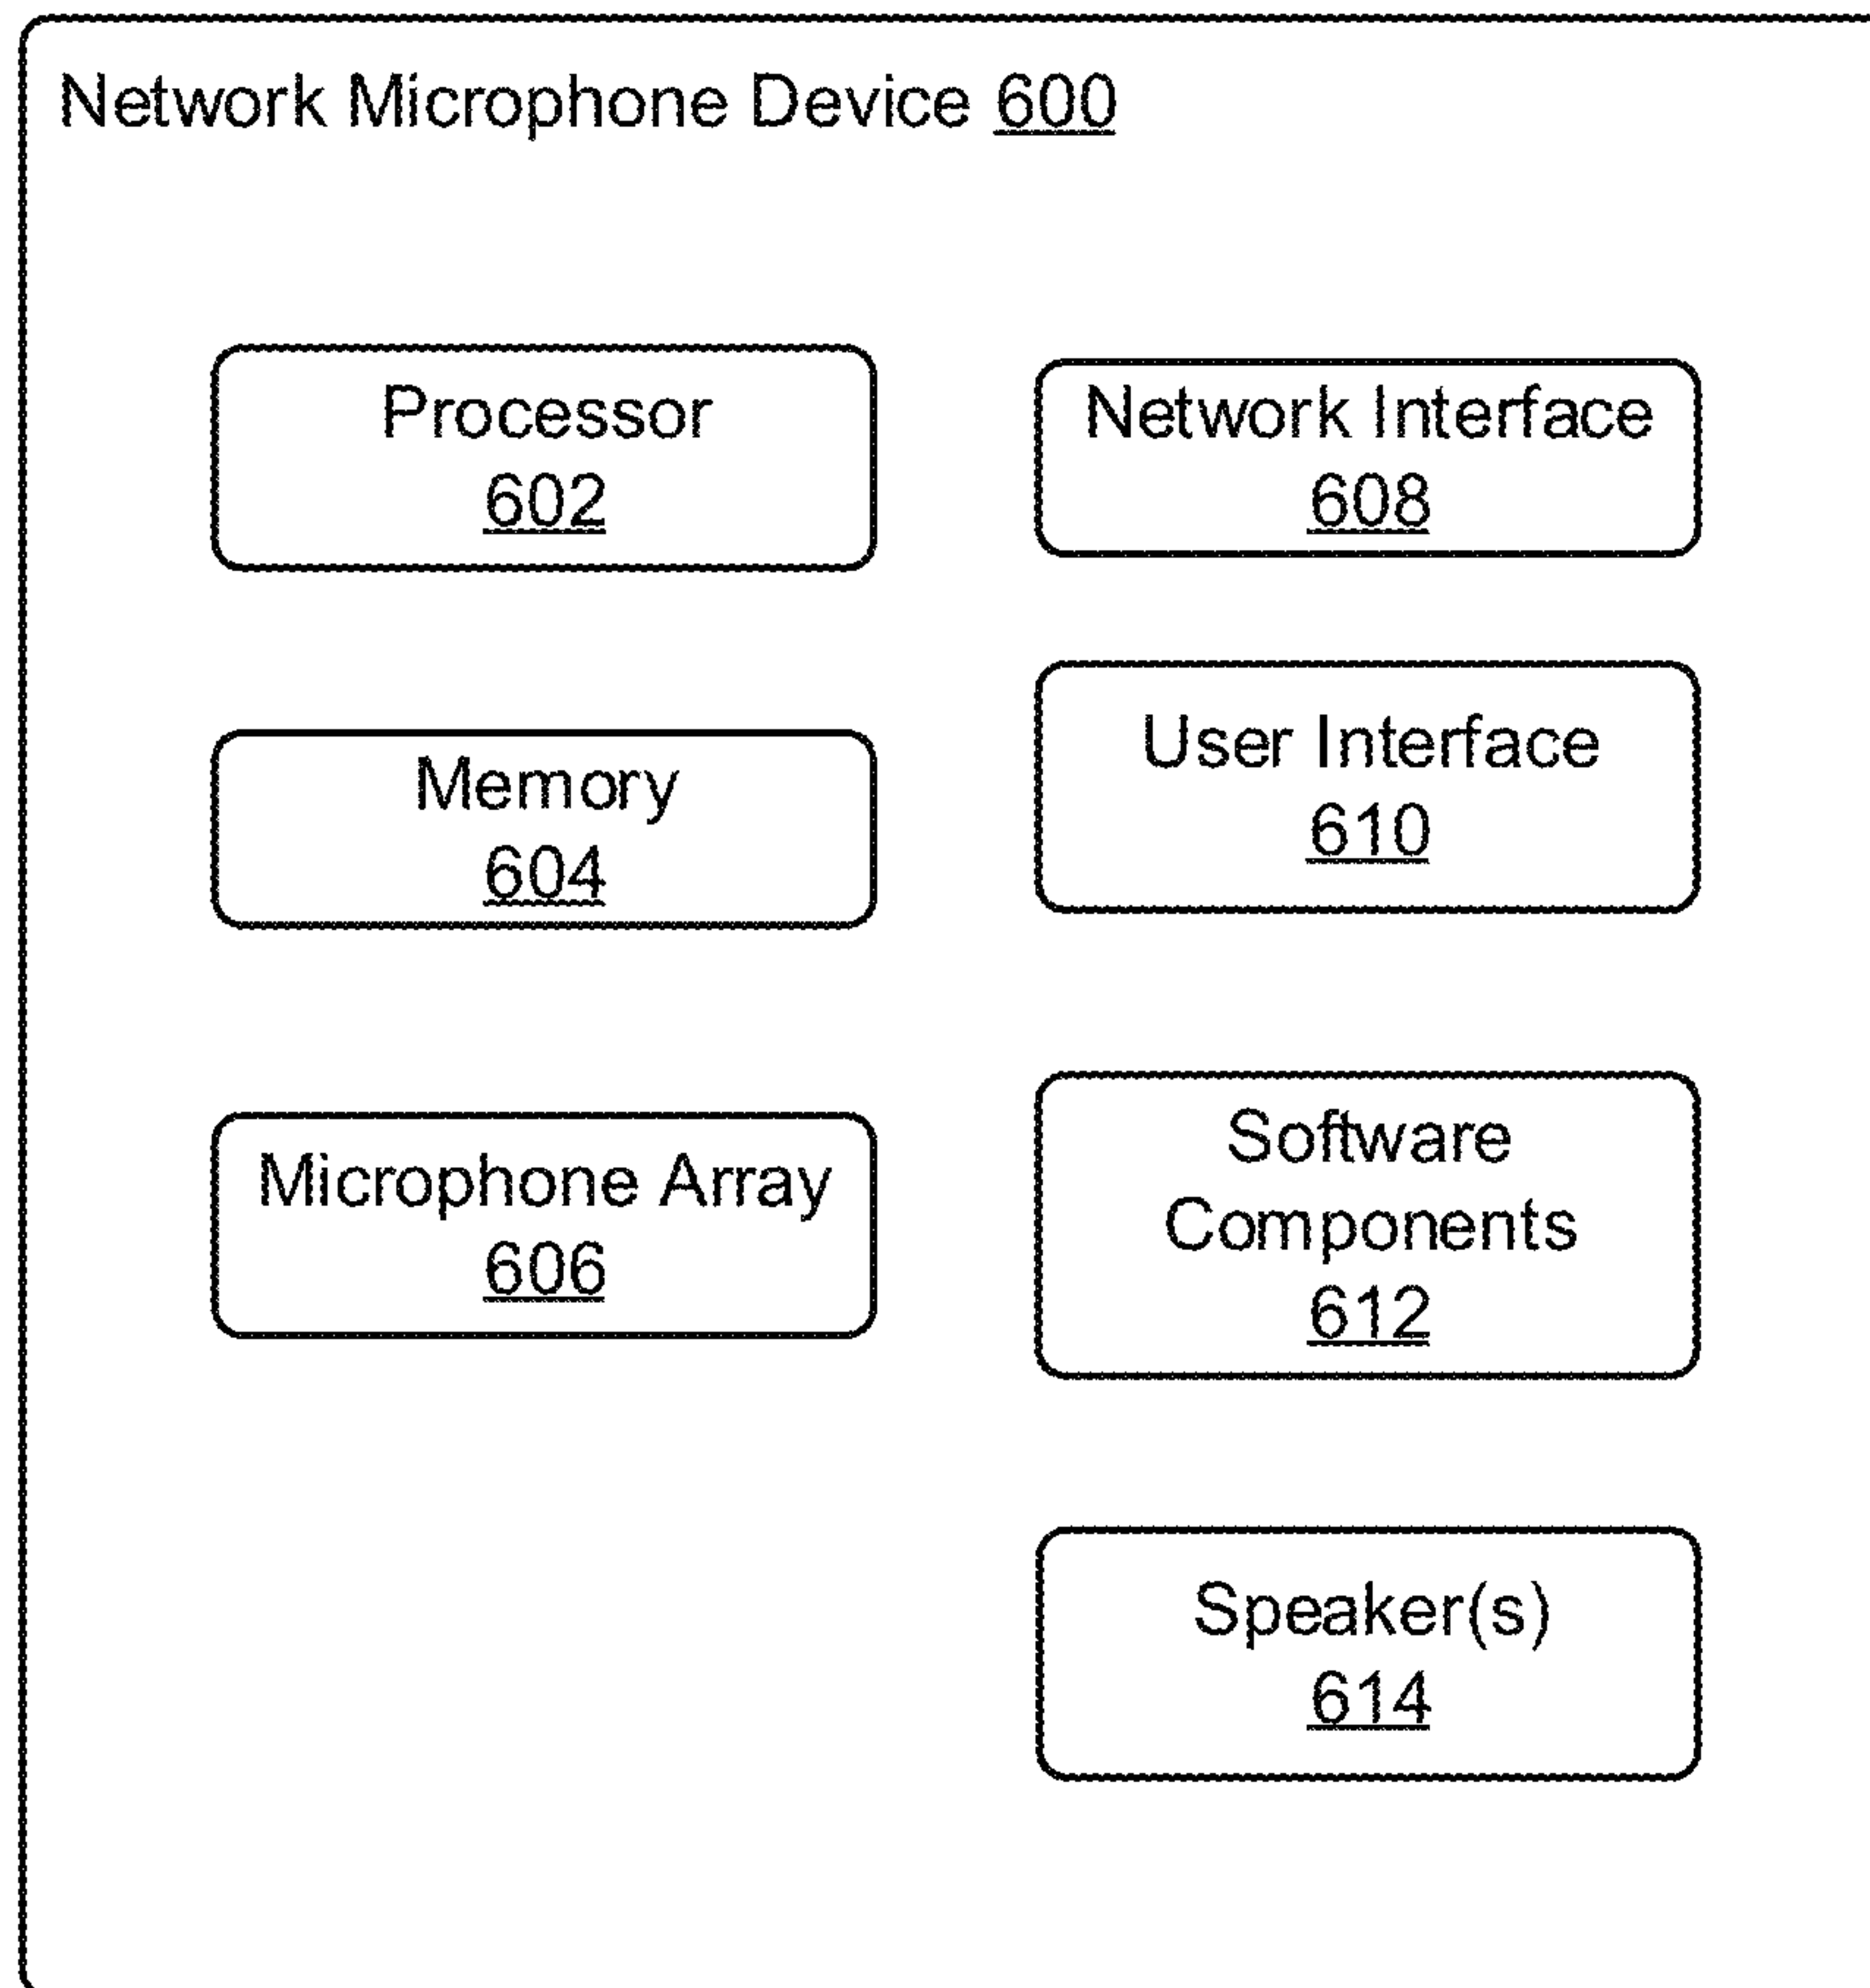 Network Microphone Device 600
Processor
602
Memory
604
Microphone Array
606
Network Interface
608
User Interface
610
Software
Components
612
Speaker(s)
614